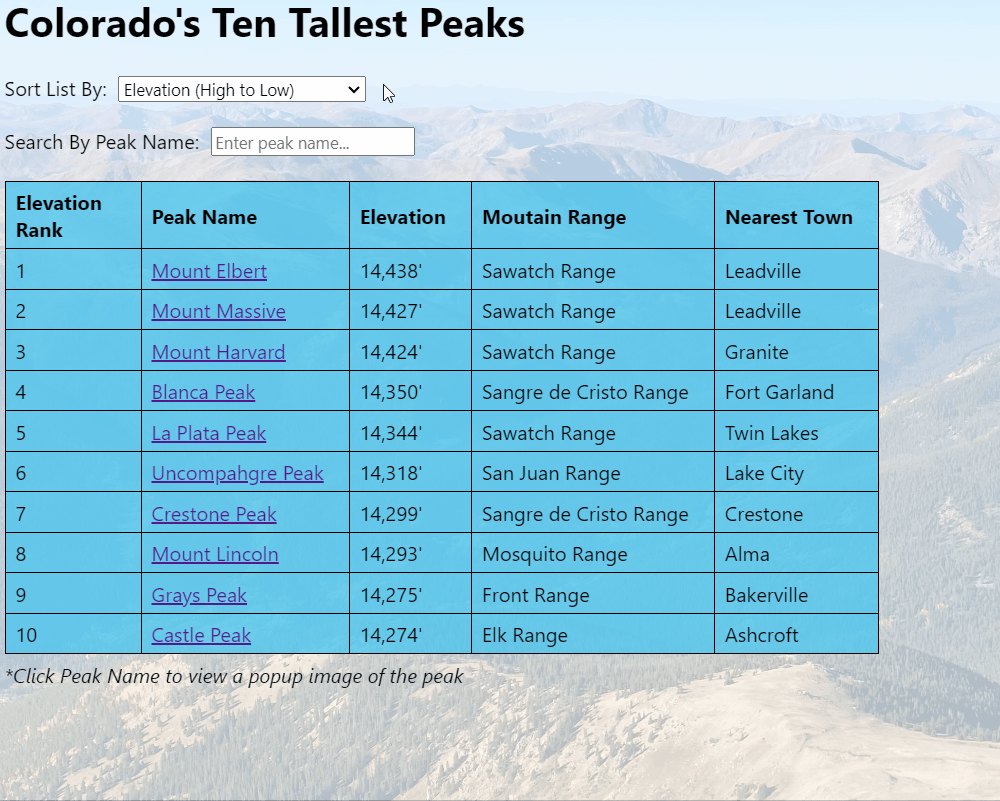 Colorado's Ten Tallest Peaks
Sort List By: Elevation (High to Low)
Search By Peak Name: Enter peak name...
Elevation Rank Peak Name Elevation Moutain Range Nearest Town
1 Mount Elbert 14,438' Sawatch Range Leadville
2 Mount Massive 14,427' Sawatch Range Leadville
3 Mount Harvard 14,424' Sawatch Range Granite
4 Blanca Peak 14,350' Sangre de Cristo Range Fort Garland
5 La Plata Peak 14,344' Sawatch Range Twin Lakes
6 Uncompahgre Peak 14,318' San Juan Range Lake City
7 Crestone Peak 14,299' Sangre de Cristo Range Crestone
8 Mount Lincoln 14,293' Mosquito Range Alma
9 Grays Peak 14,275' Front Range Bakerville
10 Castle Peak 14,274' Elk Range Ashcroft
*Click Peak Name to view a popup image of the peak